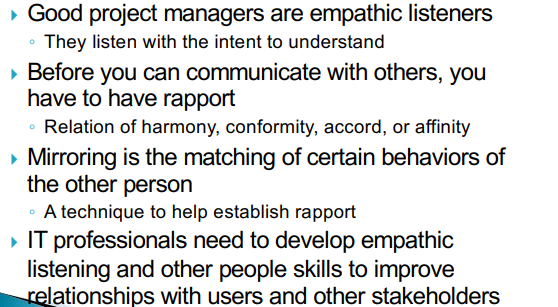 Good project managers are empathic listeners
They listen with the intent to understand
Before you can communicate with others, you
have to have rapport
Relation of harmony, conformity, accord, or affinity
Mirroring is the matching of certain behaviors of
the other person
A technique to help establish rapport
IT professionals need to develop empathic
listening and other people skills to improve
relationships with users and other stakeholders